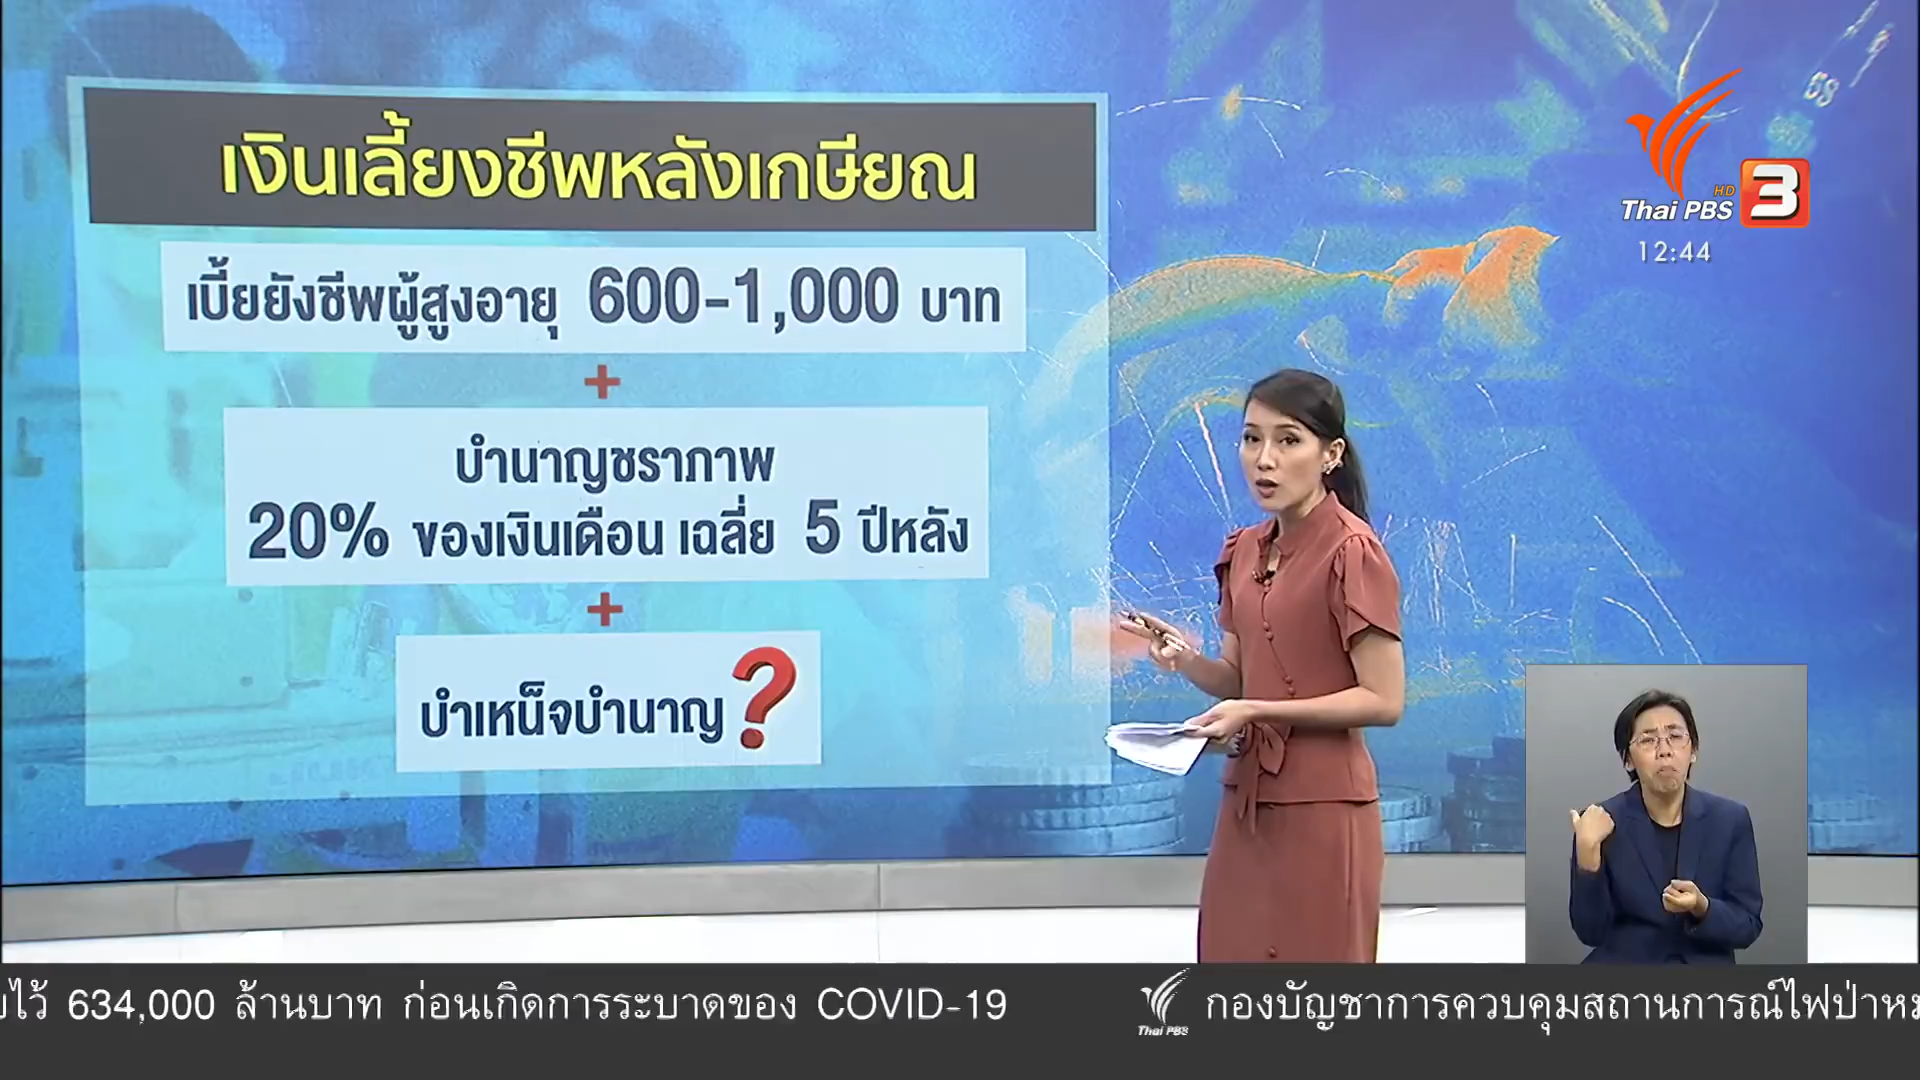 เงินเลี้ยงชีพหลังเกษียณ
เบี้ยยังชีพผู้สูงอายุ 600-1,000 บาท
+
บำนาญชราภาพ
20% ของเงินเดือน เฉลี่ย 5 ปีหลัง
+
บำเหน็จบำนาญ?
HD
Thai PBS 3
12:44
ไว้ 634,000 ล้านบาท ก่อนเกิดการระบาดของ COVID-19
Thai PBS
กองบัญชาการควบคุมสถานการณ์ไฟป่าหม